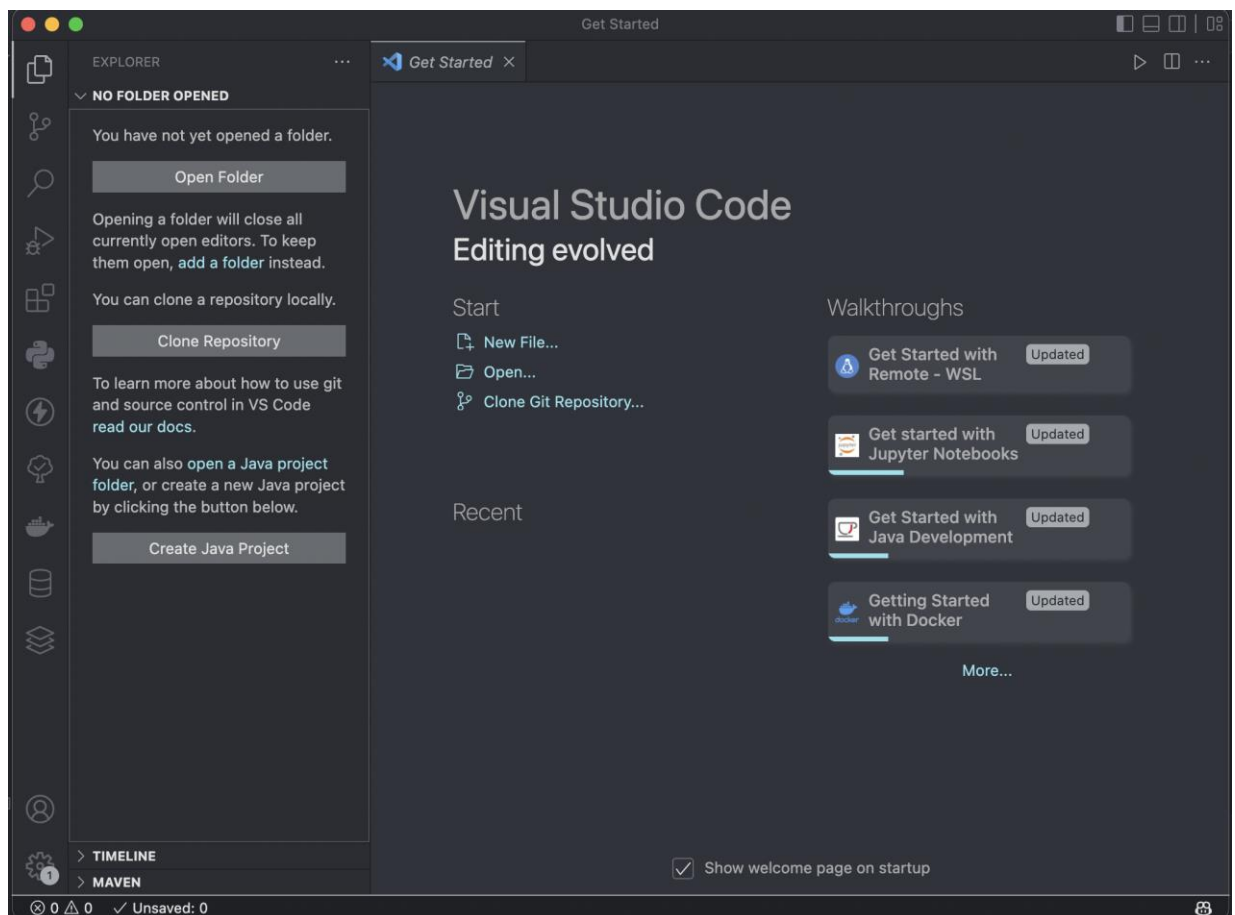 Get Started
EXPLORER
NO FOLDER OPENED
You have not yet opened a folder.
Open Folder
Opening a folder will close all
currently open editors. To keep
them open, add a folder instead.
You can clone a repository locally.
Clone Repository
To learn more about how to use git
and source control in VS Code
read our docs.
You can also open a Java project
folder, or create a new Java project
by clicking the button below.
Create Java Project
TIMELINE
MAVEN
Get Started
Visual Studio Code
Editing evolved
Start
New File...
Open...
Clone Git Repository...
Recent
Walkthroughs
Get Started with
Remote - WSL
Updated
Get started with
Jupyter Notebooks
Updated
Get Started with
Java Development
Updated
docker
Getting Started
with Docker
Updated
More...
Show welcome page on startup
1
0 0 Unsaved: 0